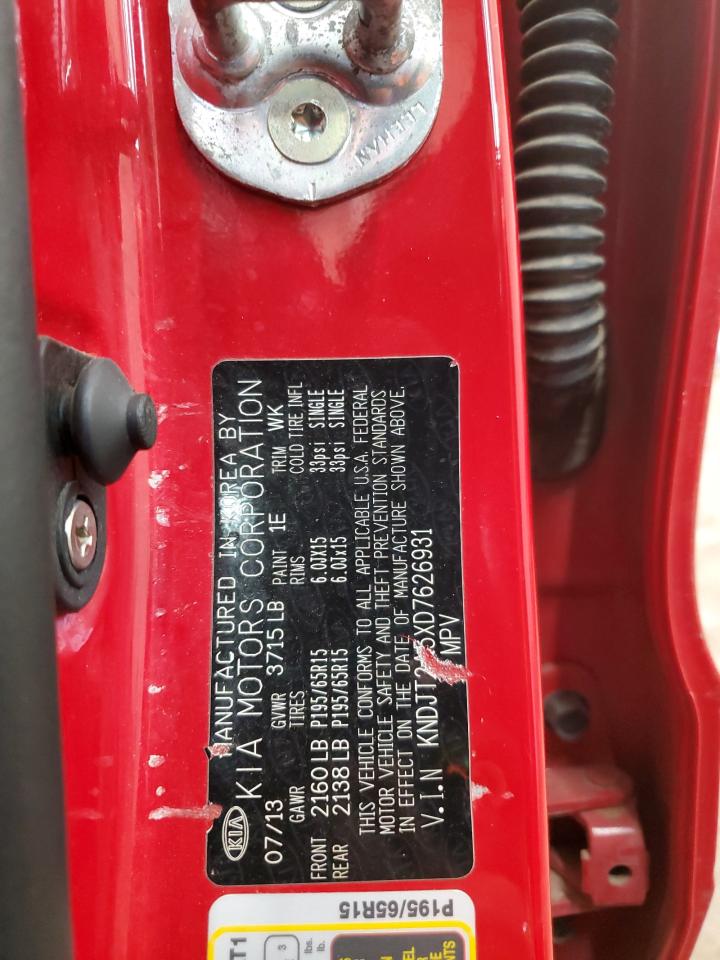 LEEHAN
MANUFACTURED IN KOREA BY
KIA KIA MOTORS CORPORATION
07/13 GVWR 3715 LB PAINT 1E TRIM WK
GAWR TIRES RIMS COLD TIRE INFL
FRONT 2160 LB P195/65R15 6.0JX15 33psi SINGLE
REAR 2138 LB P195/65R15 6.0JX15 33psi SINGLE
THIS VEHICLE CONFORMS TO ALL APPLICABLE U.S.A. FEDERAL
MOTOR VEHICLE SAFETY AND THEFT PREVENTION STANDARDS
IN EFFECT ON THE DATE OF MANUFACTURE SHOWN ABOVE.
V.I.N
MPV
P195/65R15